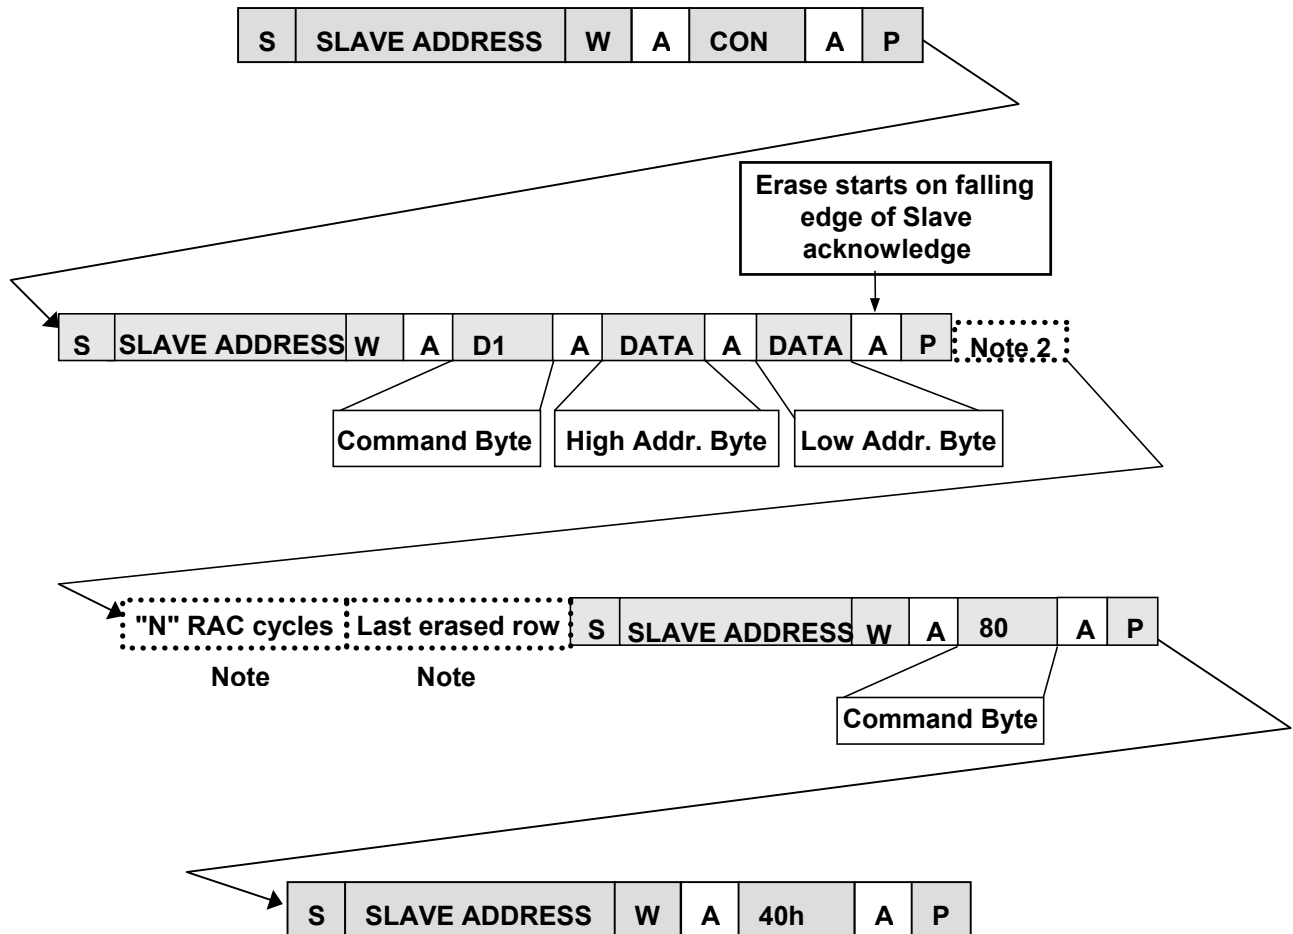 S SLAVE ADDRESS W A CON A P
Erase starts on falling
edge of Slave
acknowledge
S SLAVE ADDRESS W A D1 A DATA A DATA A P Note 2
Command Byte High Addr. Byte Low Addr. Byte
"N" RAC cycles Last erased row S SLAVE ADDRESS W A 80 A P
Note Note
Command Byte
S SLAVE ADDRESS W A 40h A P